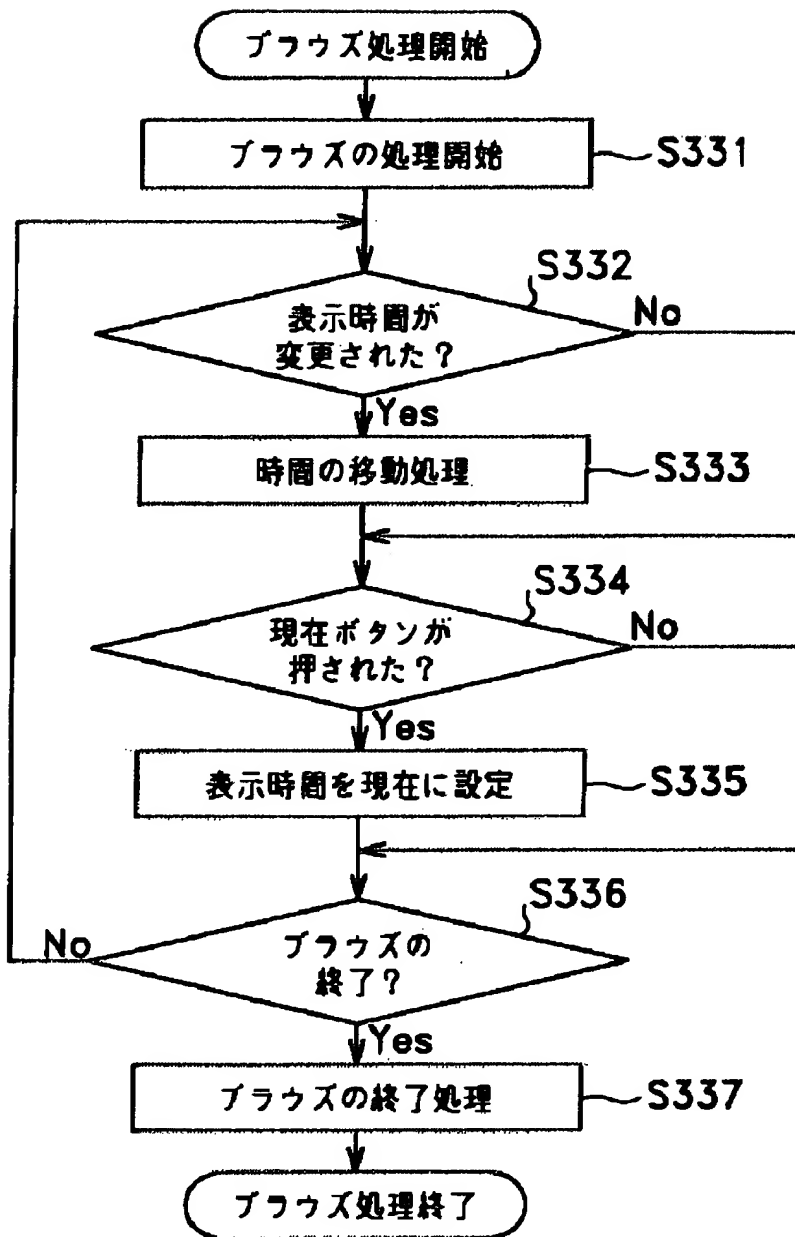 ブラウズ処理開始
ブラウズの処理開始
S331
S332
表示時間が
変更された？
No
Yes
時間の移動処理
S333
S334
現在ボタンが
押された？
No
Yes
表示時間を現在に設定
S335
S336
ブラウズの
終了？
No
Yes
ブラウズの終了処理
S337
ブラウズ処理終了